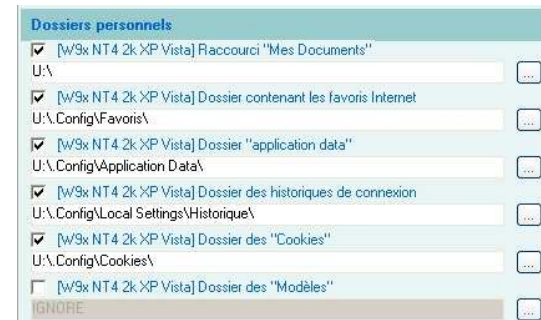 Dossiers personnels
[W9x NT4 2k XP Vista] Raccourci "Mes Documents"
U:\
...
[W9x NT4 2k XP Vista] Dossier contenant les favoris Internet
U:\.Config\Favoris\
...
[W9x NT4 2k XP Vista] Dossier "application data"
U:\.Config\Application Data\
...
[W9x NT4 2k XP Vista] Dossier des historiques de connexion
U:\.Config\Local Settings\Historique\
...
[W9x NT4 2k XP Vista] Dossier des "Cookies"
U:\.Config\Cookies\
...
[W9x NT4 2k XP Vista] Dossier des "Modèles"
IGNORE
...